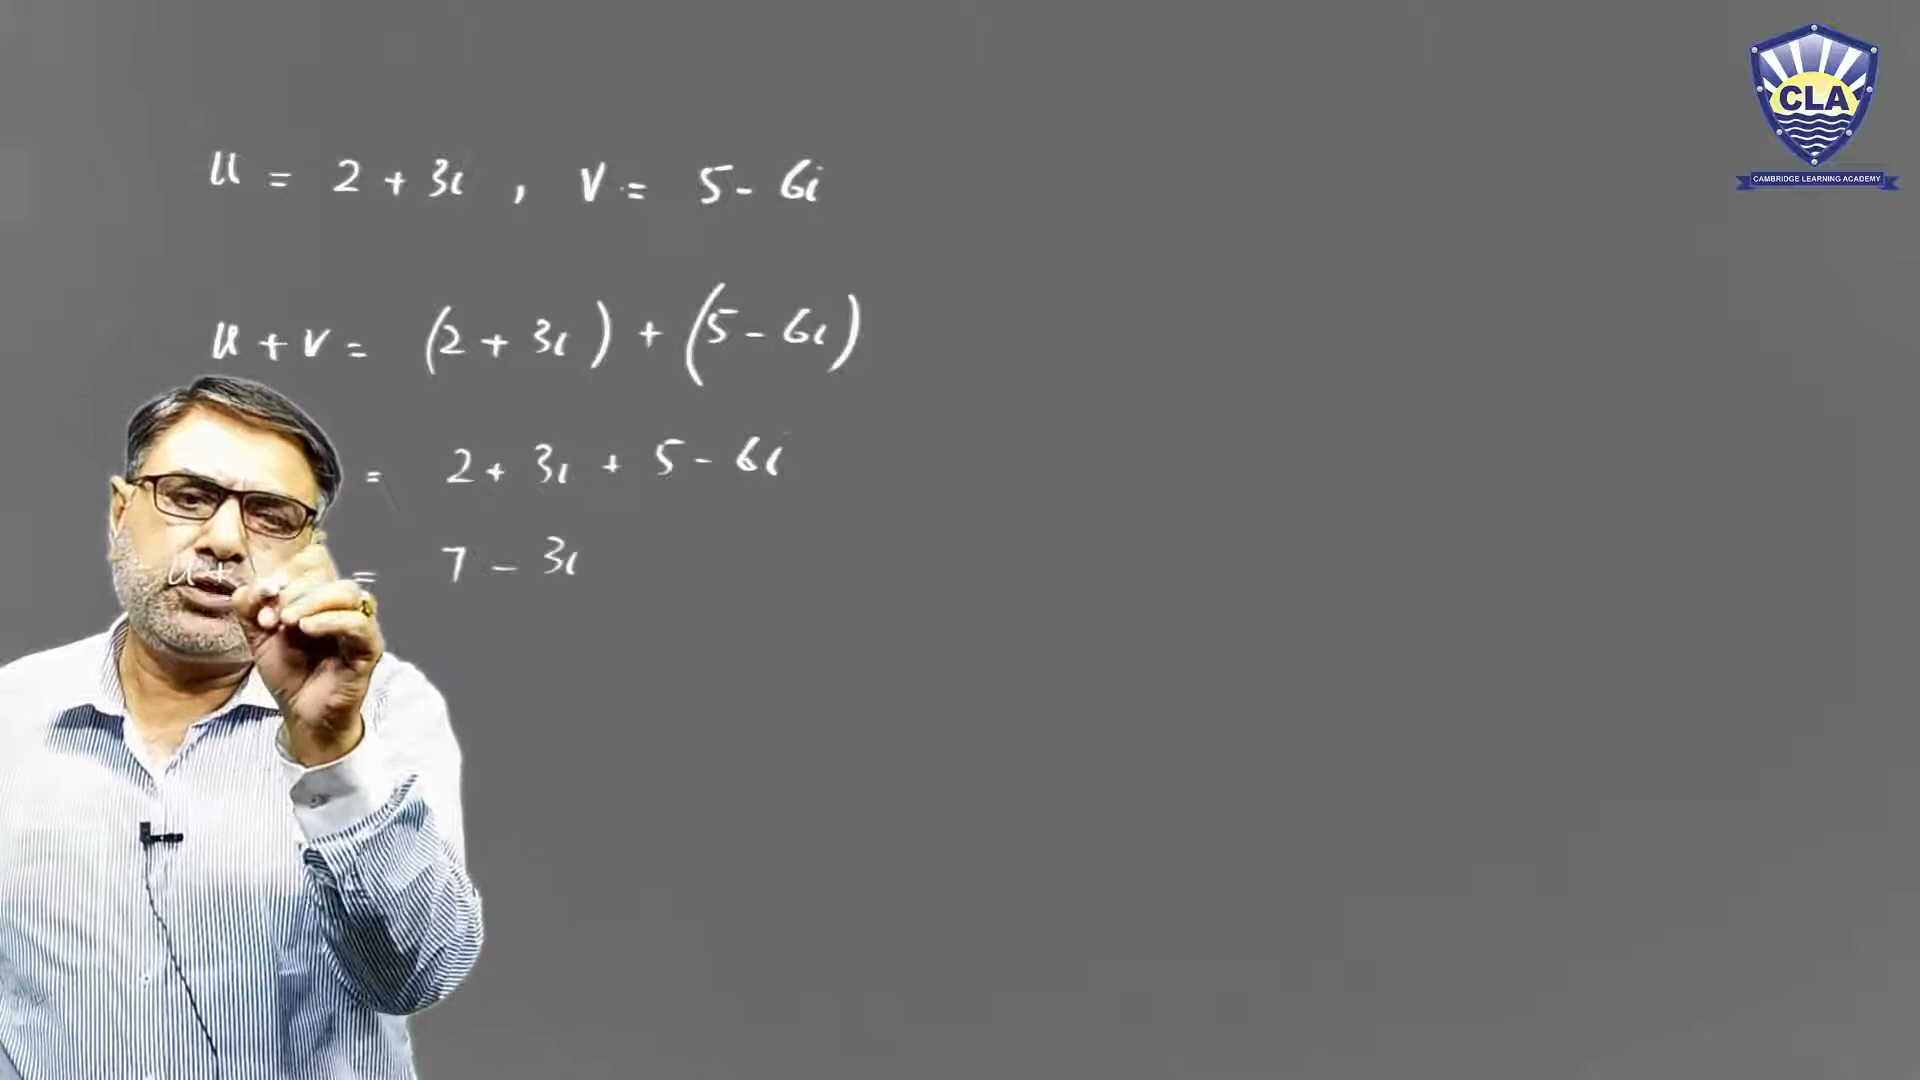 CLA
CAMBRIDGE LEARNING ACADEMY
u = 2 + 3i , v = 5 - 6i
u + v = (2 + 3i) + (5 - 6i)
= 2 + 3i + 5 - 6i
u + = 7 - 3i